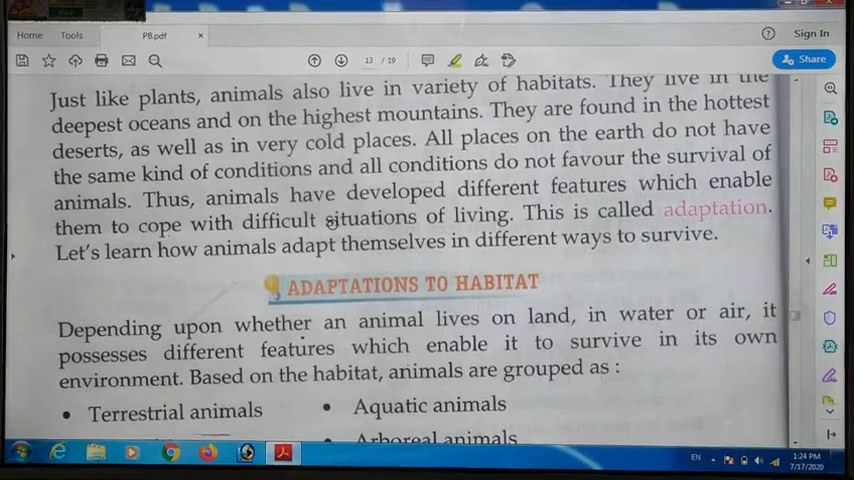 Home Tools PB.pdf × Sign In
13 / 19 Share
Just like plants, animals also live in variety of habitats. They live in the
deepest oceans and on the highest mountains. They are found in the hottest
deserts, as well as in very cold places. All places on the earth do not have
the same kind of conditions and all conditions do not favour the survival of
animals. Thus, animals have developed different features which enable
them to cope with difficult situations of living. This is called adaptation.
Let's learn how animals adapt themselves in different ways to survive.
ADAPTATIONS TO HABITAT
Depending upon whether an animal lives on land, in water or air, it
possesses different features which enable it to survive in its own
environment. Based on the habitat, animals are grouped as :
• Terrestrial animals • Aquatic animals
• Arboreal animals
EN 1:24 PM
7/17/2020